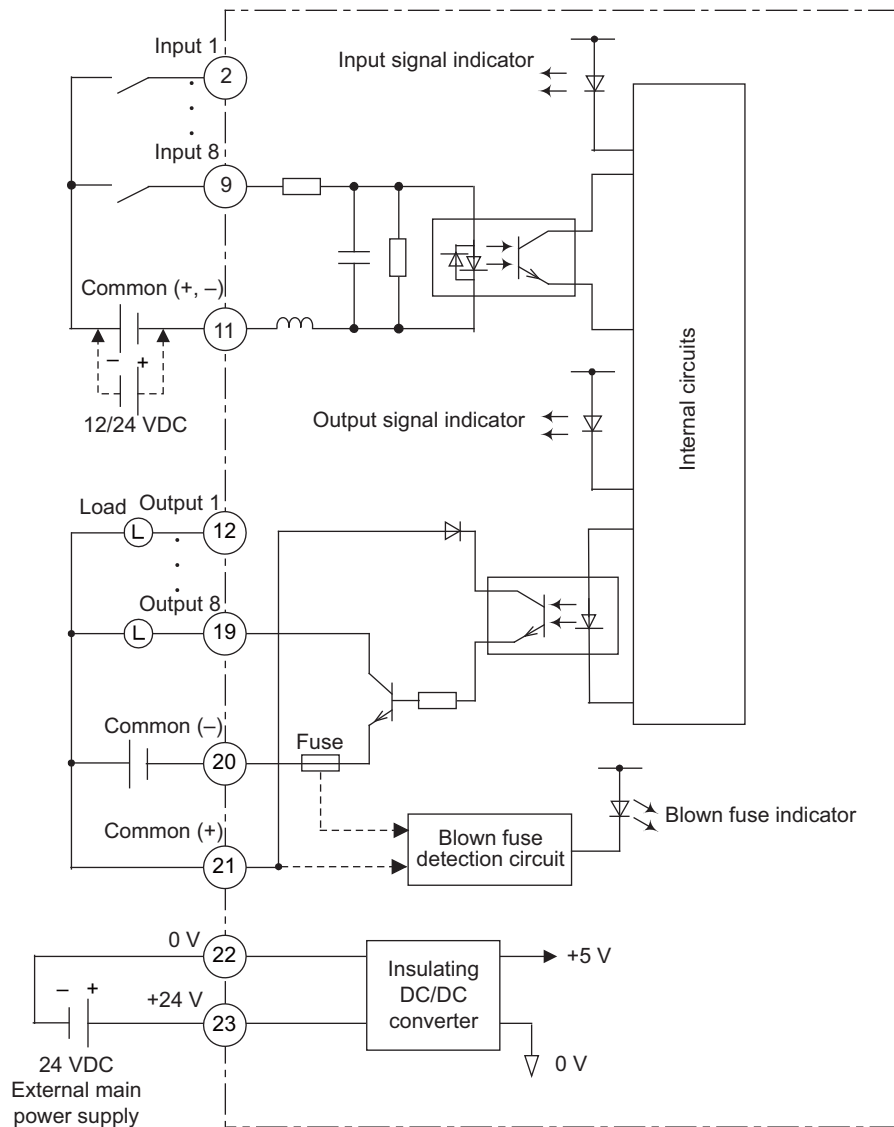 Input 1
2
Input signal indicator
Input 8
9
Common (+, –)
11
– +
12/24 VDC
Output signal indicator
Internal circuits
Load
Output 1
L
12
Output 8
L
19
Common (–)
20
Fuse
Common (+)
21
Blown fuse
detection circuit
Blown fuse indicator
0 V
22
– +
+24 V
23
Insulating
DC/DC
converter
+5 V
0 V
24 VDC
External main
power supply